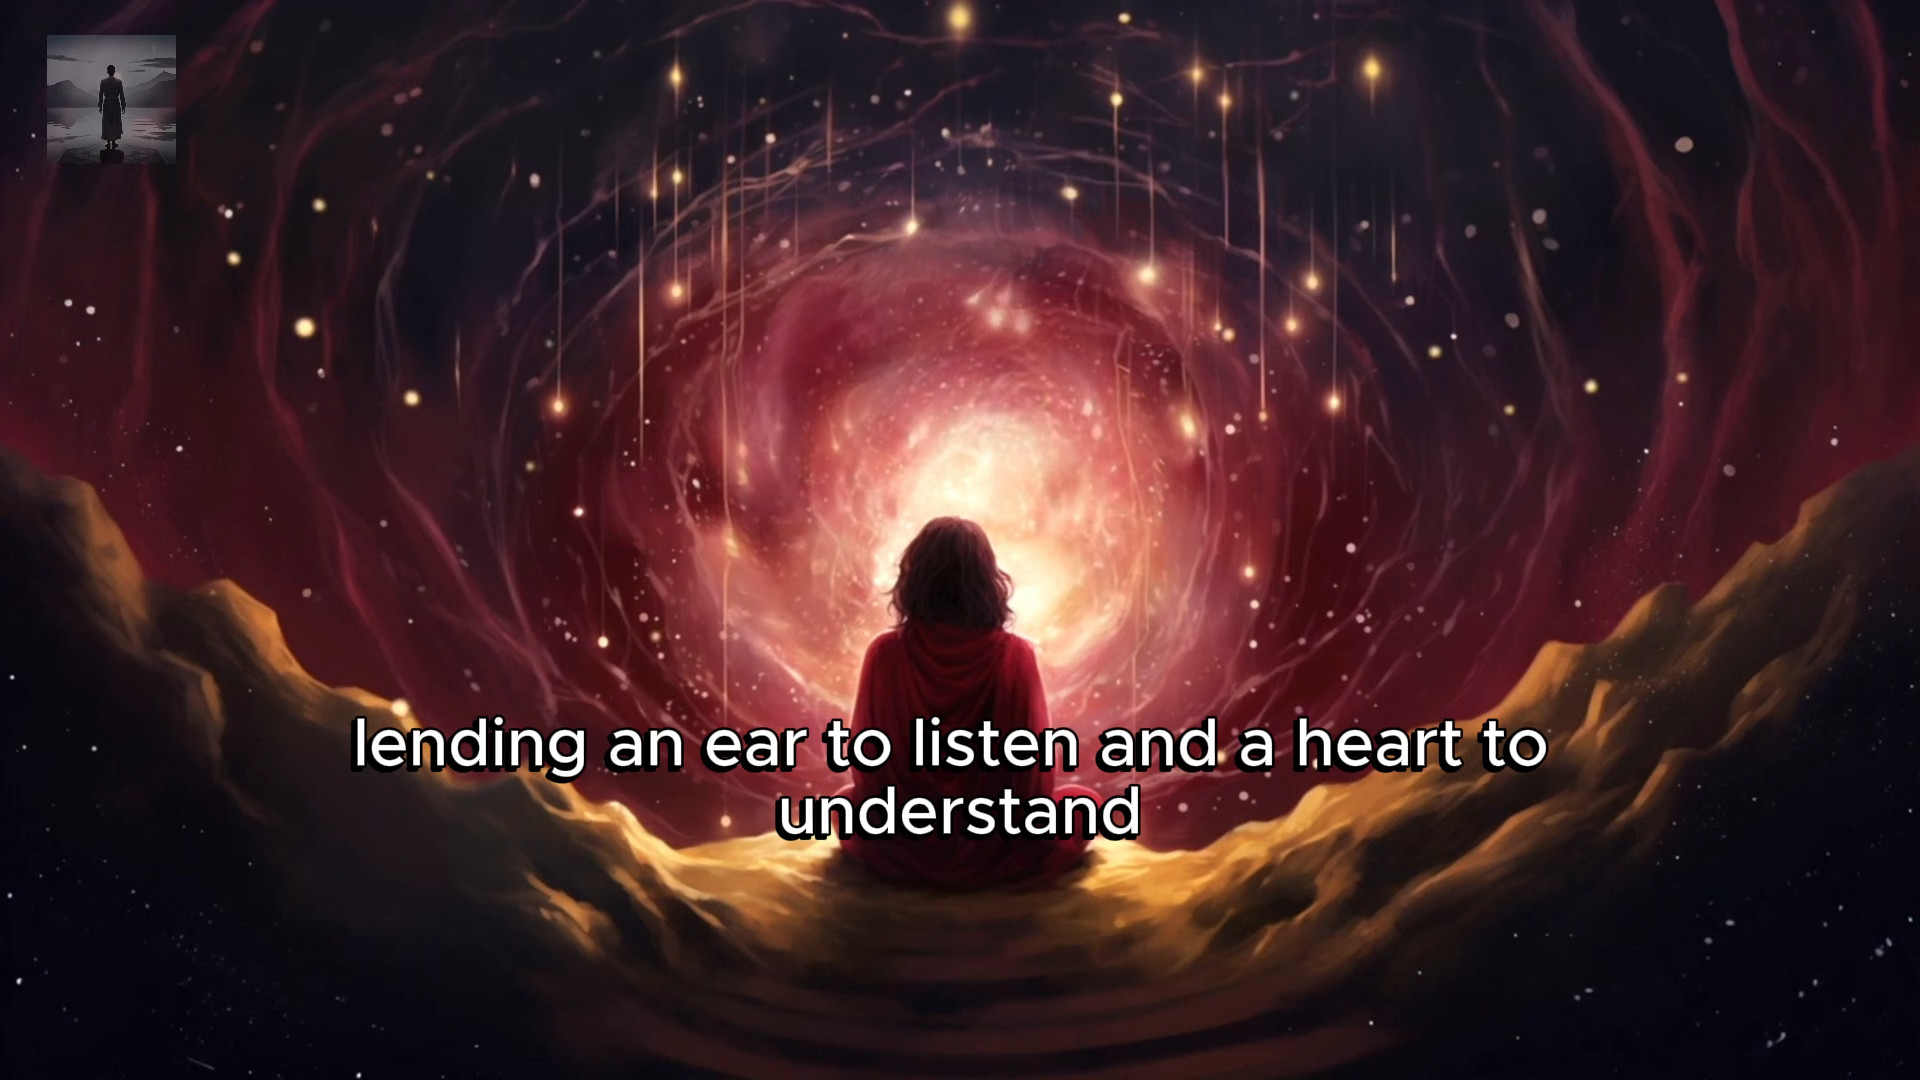 lending an ear to listen and a heart to
understand